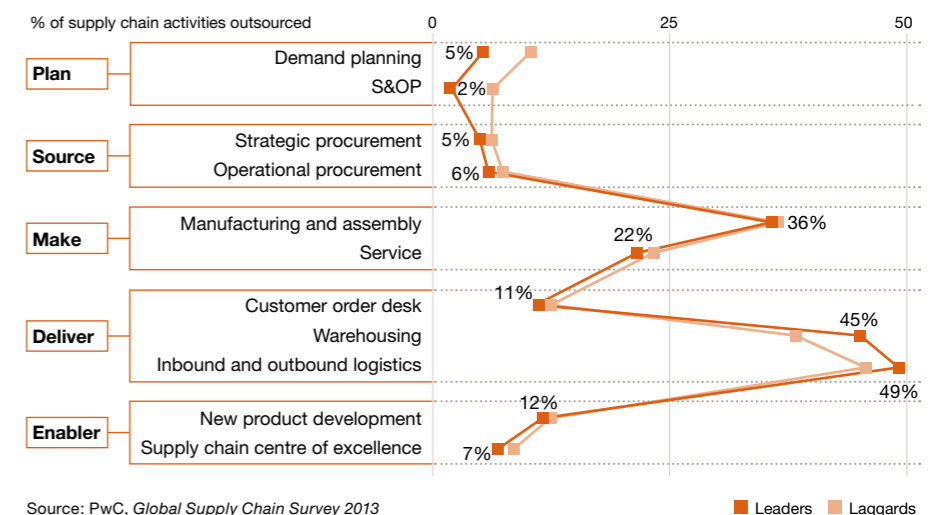 % of supply chain activities outsourced 0 25 50
Plan
Demand planning 5%
S&OP 2%
Source
Strategic procurement 5%
Operational procurement 6%
Make
Manufacturing and assembly 36%
Service 22%
Deliver
Customer order desk 11%
Warehousing 45%
Inbound and outbound logistics 49%
Enabler
New product development 12%
Supply chain centre of excellence 7%
Source: PwC, Global Supply Chain Survey 2013 Leaders Laggards